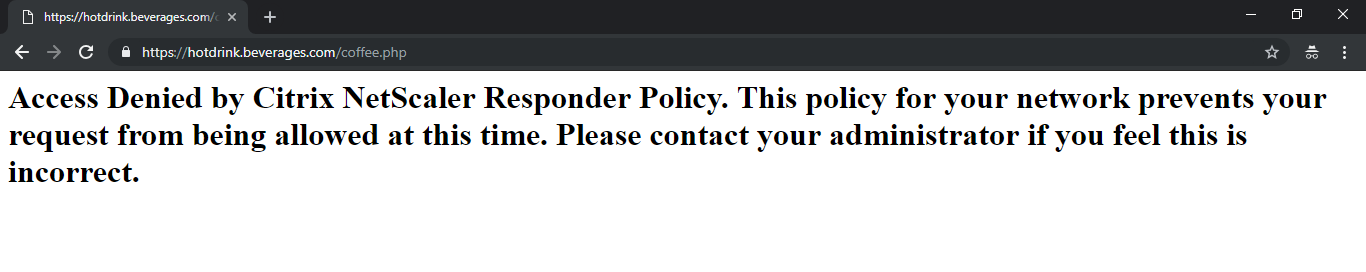 https://hotdrink.beverages.com/
https://hotdrink.beverages.com/coffee.php
Access Denied by Citrix NetScaler Responder Policy. This policy for your network prevents your
request from being allowed at this time. Please contact your administrator if you feel this is
incorrect.